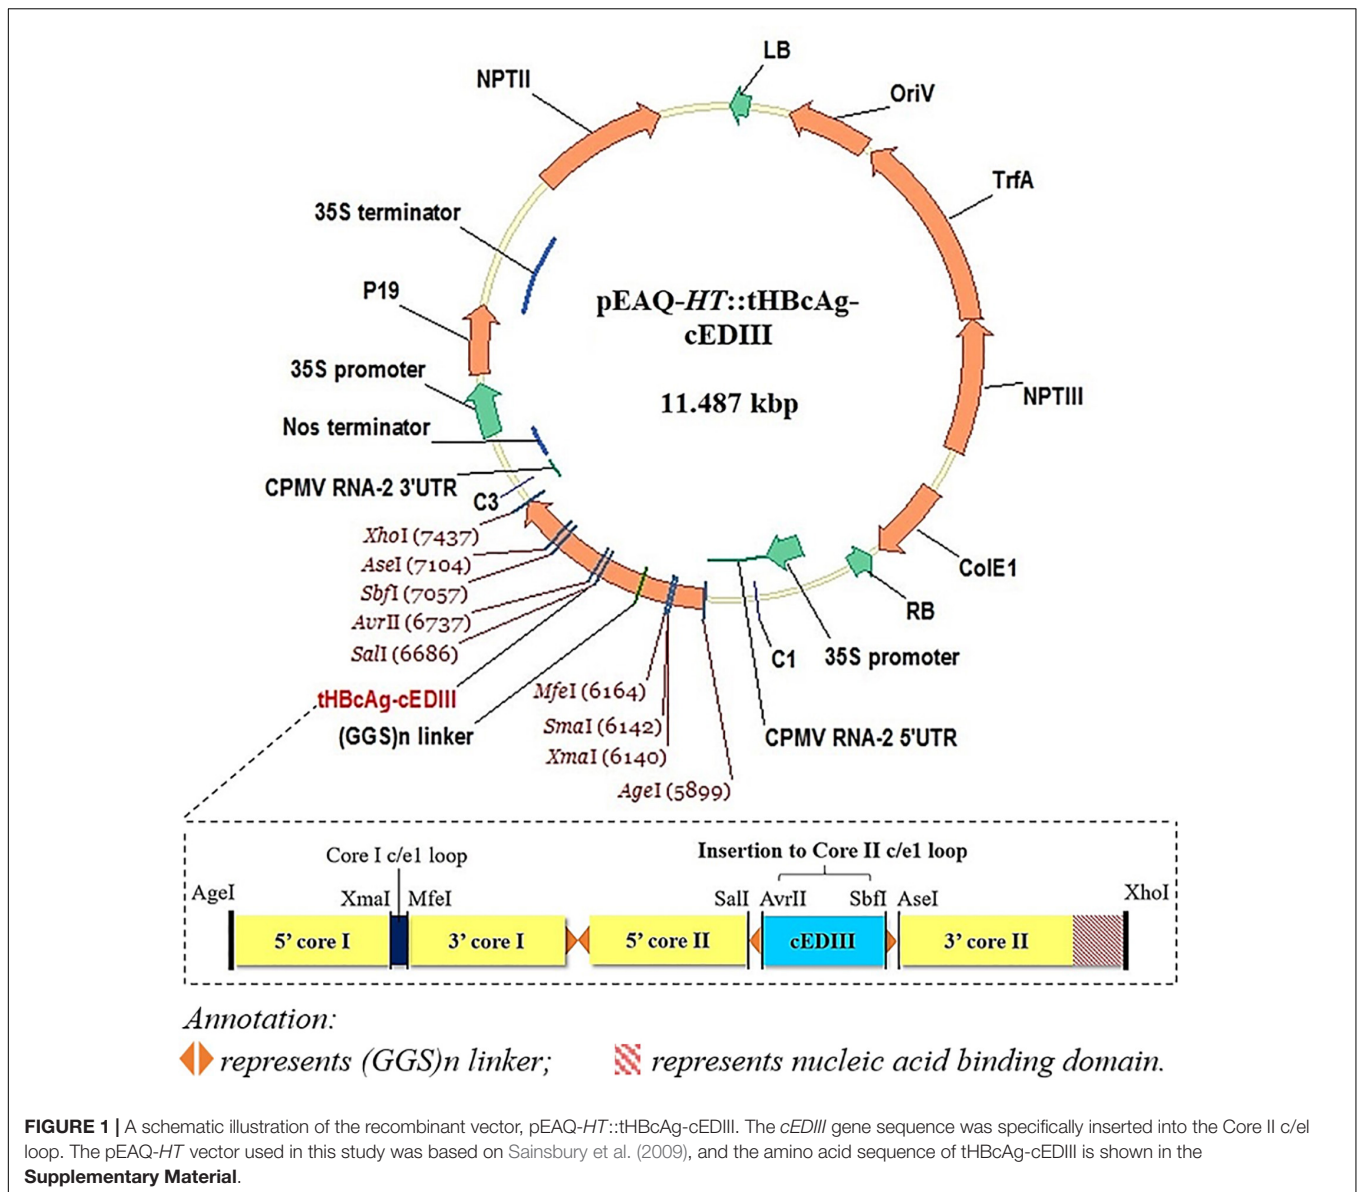 LB
NPTII
OriV
TrfA
35S terminator
P19
pEAQ-HT::tHBcAg-
cEDIII
11.487 kbp
35S promoter
NPTIII
Nos terminator
CPMV RNA-2 3'UTR
C3
XhoI (7437)
AseI (7104)
SbfI (7057)
AvrII (6737)
SalI (6686)
ColE1
RB
C1
35S promoter
tHBcAg-cEDIII
(GGS)n linker
MfeI (6164)
SmaI (6142)
XmaI (6140)
AgeI (5899)
CPMV RNA-2 5'UTR
Core I c/e1 loop
Insertion to Core II c/e1 loop
AgeI
XmaI
MfeI
SalI
AvrII
SbfI
AseI
XhoI
5' core I
3' core I
5' core II
cEDIII
3' core II
Annotation:
represents (GGS)n linker;
represents nucleic acid binding domain.
FIGURE 1 | A schematic illustration of the recombinant vector, pEAQ-HT::tHBcAg-cEDIII. The cEDIII gene sequence was specifically inserted into the Core II c/eI
loop. The pEAQ-HT vector used in this study was based on Sainsbury et al. (2009), and the amino acid sequence of tHBcAg-cEDIII is shown in the
Supplementary Material.